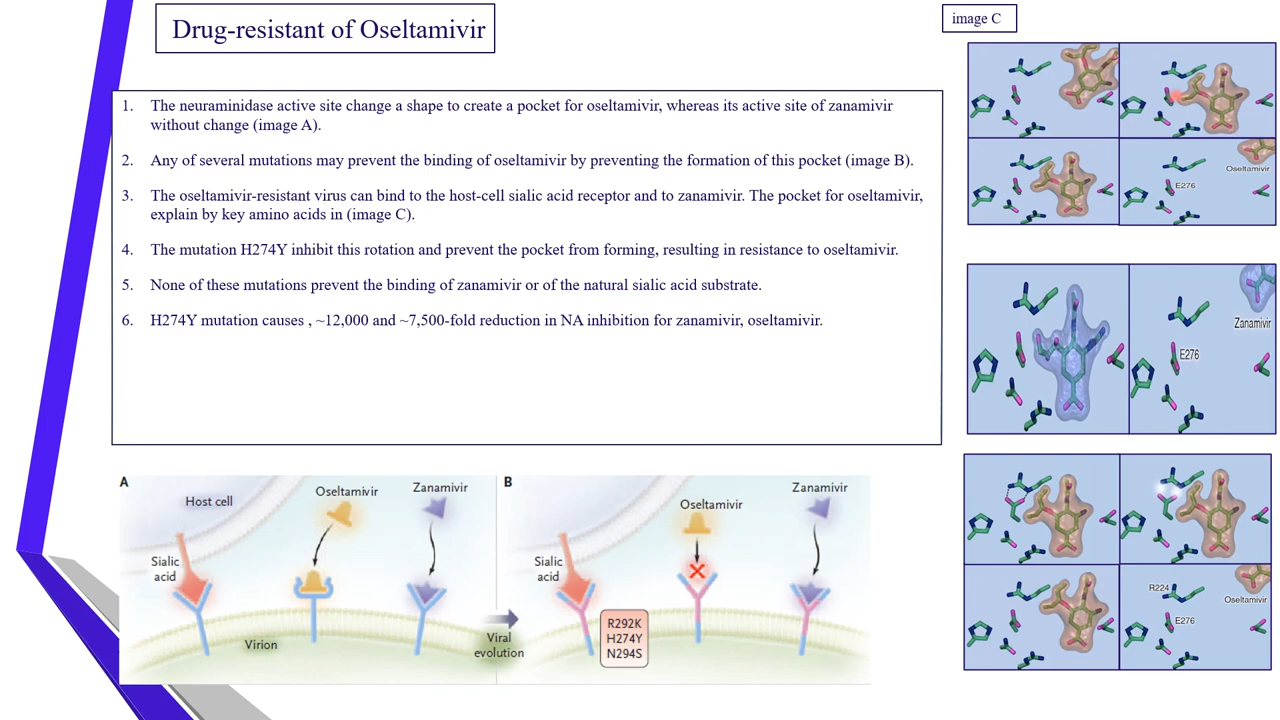 Drug-resistant of Oseltamivir
image C
1. The neuraminidase active site change a shape to create a pocket for oseltamivir, whereas its active site of zanamivir
without change (image A).
2. Any of several mutations may prevent the binding of oseltamivir by preventing the formation of this pocket (image B).
3. The oseltamivir-resistant virus can bind to the host-cell sialic acid receptor and to zanamivir. The pocket for oseltamivir,
explain by key amino acids in (image C).
4. The mutation H274Y inhibit this rotation and prevent the pocket from forming, resulting in resistance to oseltamivir.
5. None of these mutations prevent the binding of zanamivir or of the natural sialic acid substrate.
6. H274Y mutation causes , ~12,000 and ~7,500-fold reduction in NA inhibition for zanamivir, oseltamivir.
Oseltamivir
E276
Zanamivir
E276
R224
Oseltamivir
E276
A
Host cell
Oseltamivir
Zanamivir
Sialic
acid
Virion
Viral
evolution
B
Oseltamivir
Zanamivir
Sialic
acid
R292K
H274Y
N294S